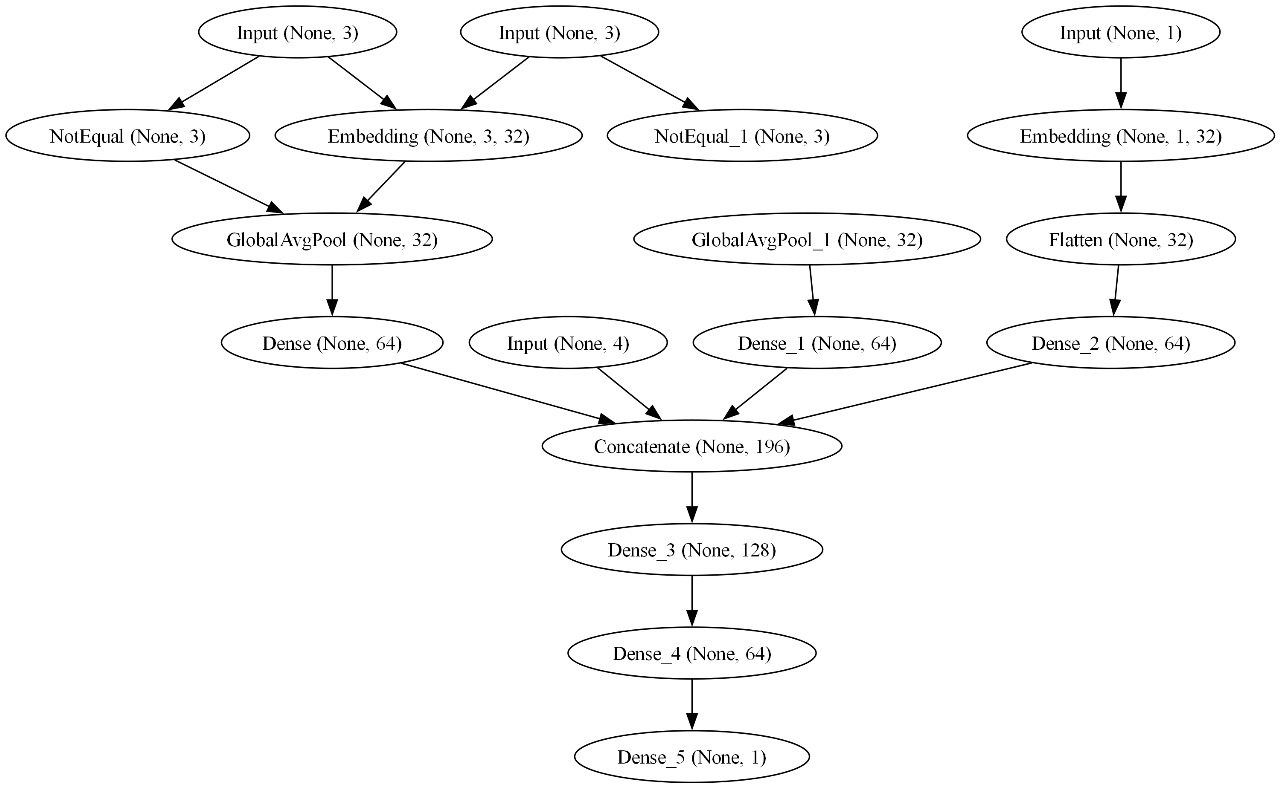 Input (None, 3)
Input (None, 3)
Input (None, 1)
NotEqual (None, 3)
Embedding (None, 3, 32)
NotEqual_1 (None, 3)
Embedding (None, 1, 32)
GlobalAvgPool (None, 32)
GlobalAvgPool_1 (None, 32)
Flatten (None, 32)
Dense (None, 64)
Input (None, 4)
Dense_1 (None, 64)
Dense_2 (None, 64)
Concatenate (None, 196)
Dense_3 (None, 128)
Dense_4 (None, 64)
Dense_5 (None, 1)